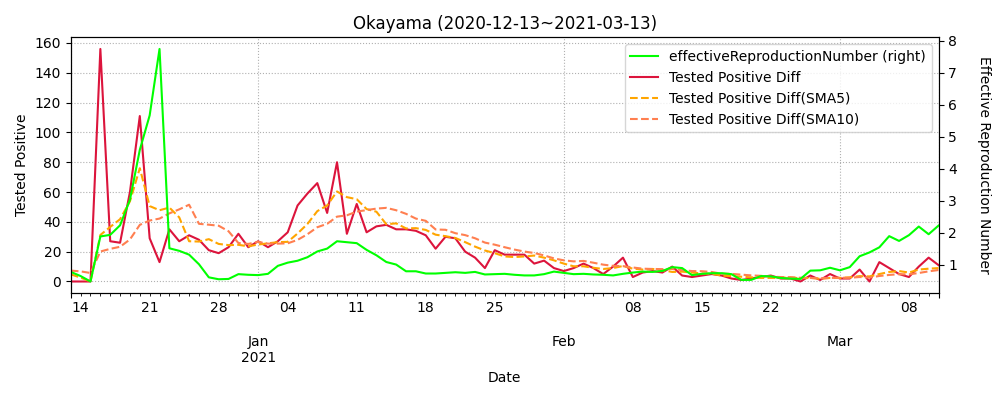 Okayama (2020-12-13~2021-03-13)
160
140
120
100
80
60
40
20
0
Tested Positive
8
7
6
5
4
3
2
1
Effective Reproduction Number
effectiveReproductionNumber (right)
Tested Positive Diff
Tested Positive Diff(SMA5)
Tested Positive Diff(SMA10)
14 21 28 04 11 18 25 08 15 22 08
Jan Feb Mar
2021
Date